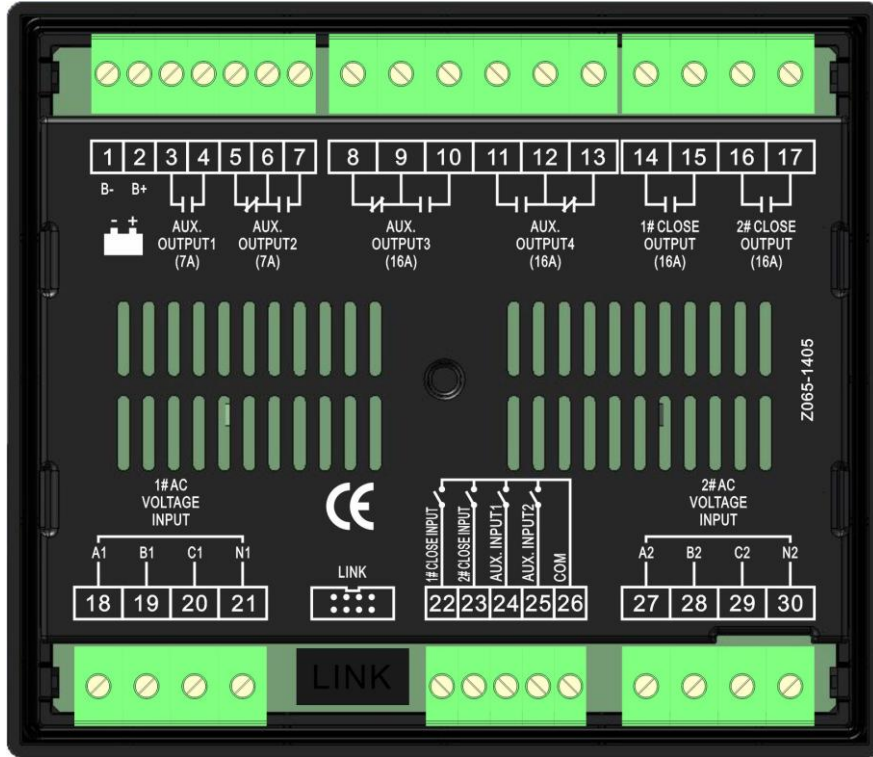 1 2 3 4 5 6 7 8 9 10 11 12 13 14 15 16 17
B- B+
- +
AUX.
OUTPUT1
(7A)
AUX.
OUTPUT2
(7A)
AUX.
OUTPUT3
(16A)
AUX.
OUTPUT4
(16A)
1# CLOSE
OUTPUT
(16A)
2# CLOSE
OUTPUT
(16A)
Z065-1405
1# AC
VOLTAGE
INPUT
A1 B1 C1 N1
18 19 20 21
CE
LINK
1# CLOSE INPUT
2# CLOSE INPUT
AUX. INPUT1
AUX. INPUT2
COM
22 23 24 25 26
2# AC
VOLTAGE
INPUT
A2 B2 C2 N2
27 28 29 30
LINK